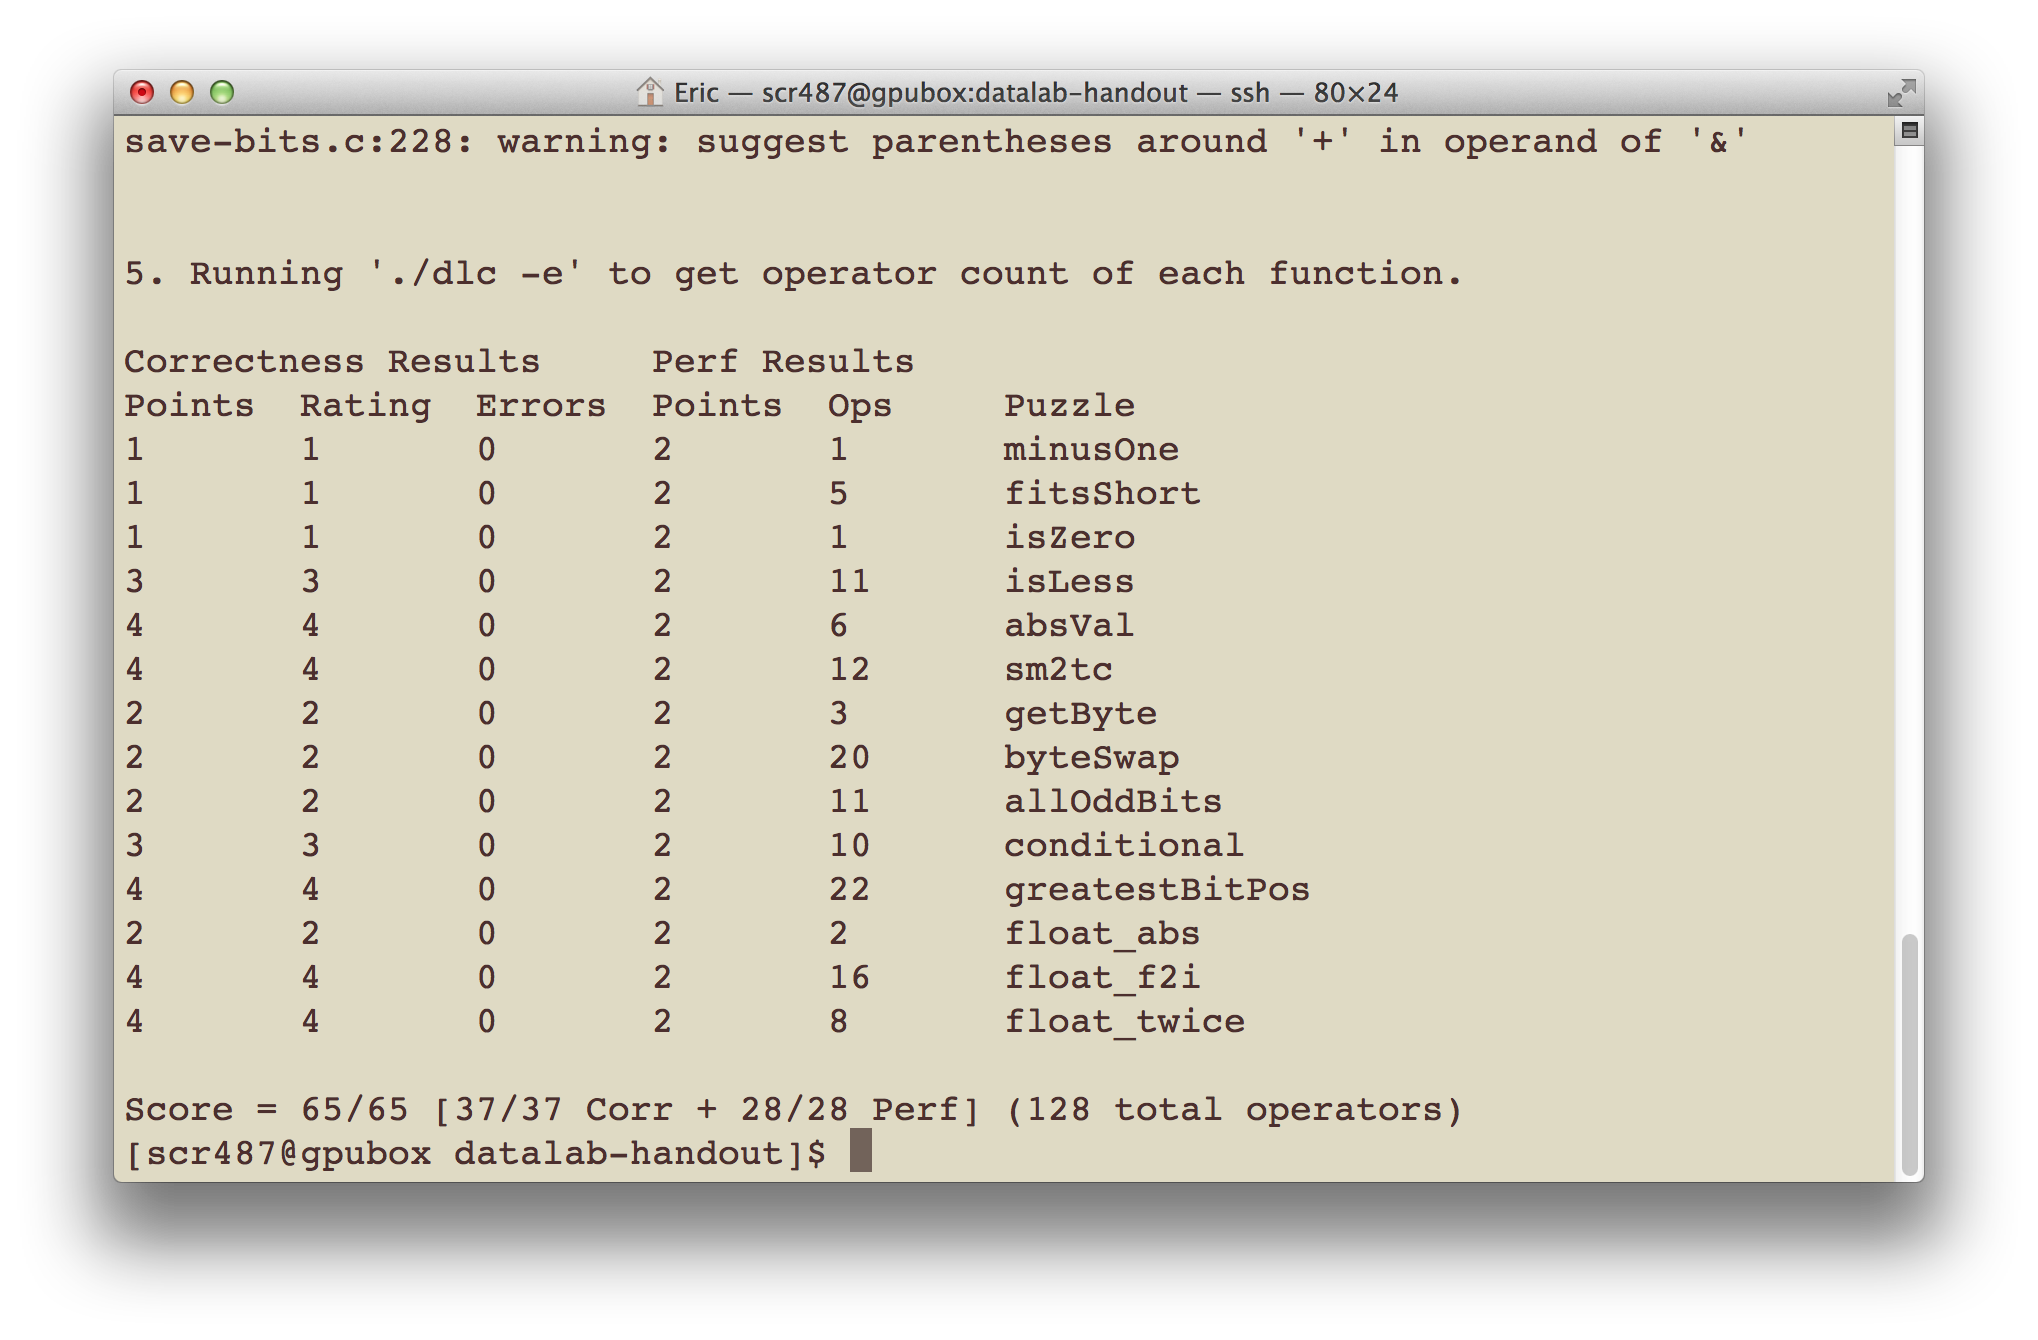 Eric — scr487@gpubox:datalab-handout — ssh — 80×24
save-bits.c:228: warning: suggest parentheses around '+' in operand of '&'
5. Running './dlc -e' to get operator count of each function.
Correctness Results Perf Results
Points Rating Errors Points Ops Puzzle
1 1 0 2 1 minusOne
1 1 0 2 5 fitsShort
1 1 0 2 1 isZero
3 3 0 2 11 isLess
4 4 0 2 6 absVal
4 4 0 2 12 sm2tc
2 2 0 2 3 getByte
2 2 0 2 20 byteSwap
2 2 0 2 11 allOddBits
3 3 0 2 10 conditional
4 4 0 2 22 greatestBitPos
2 2 0 2 2 float_abs
4 4 0 2 16 float_f2i
4 4 0 2 8 float_twice
Score = 65/65 [37/37 Corr + 28/28 Perf] (128 total operators)
[scr487@gpubox datalab-handout]$